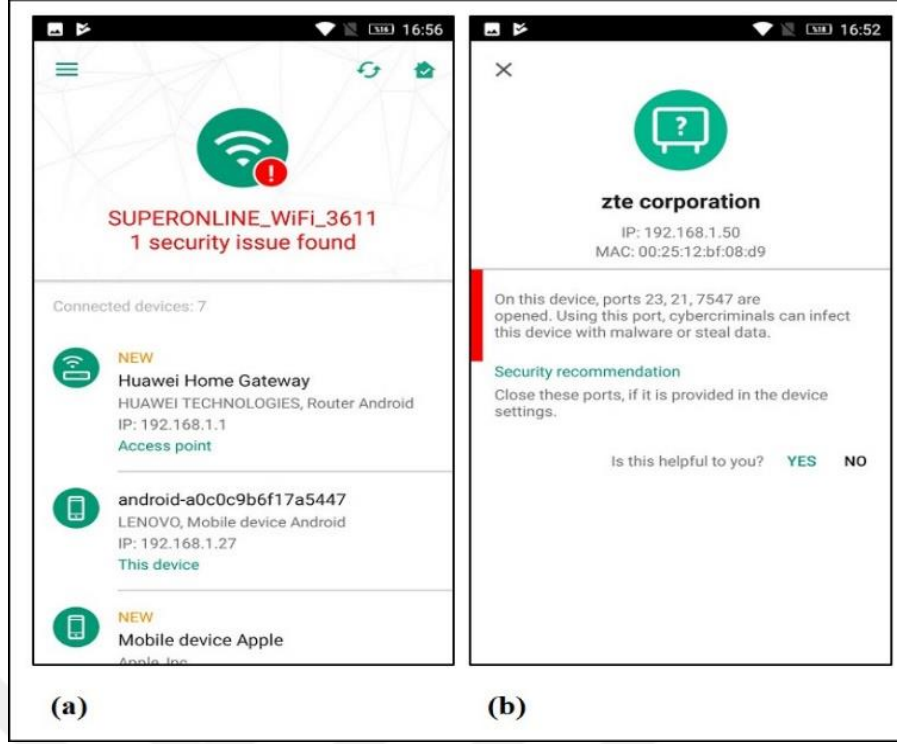 %16 16:56
SUPERONLINE_WiFi_3611
1 security issue found
Connected devices: 7
NEW
Huawei Home Gateway
HUAWEI TECHNOLOGIES, Router Android
IP: 192.168.1.1
Access point
android-a0c0c9b6f17a5447
LENOVO, Mobile device Android
IP: 192.168.1.27
This device
NEW
Mobile device Apple
Apple, Inc
(a)
%18 16:52
?
zte corporation
IP: 192.168.1.50
MAC: 00:25:12:bf:08:d9
On this device, ports 23, 21, 7547 are
opened. Using this port, cybercriminals can infect
this device with malware or steal data.
Security recommendation
Close these ports, if it is provided in the device
settings.
Is this helpful to you? YES NO
(b)